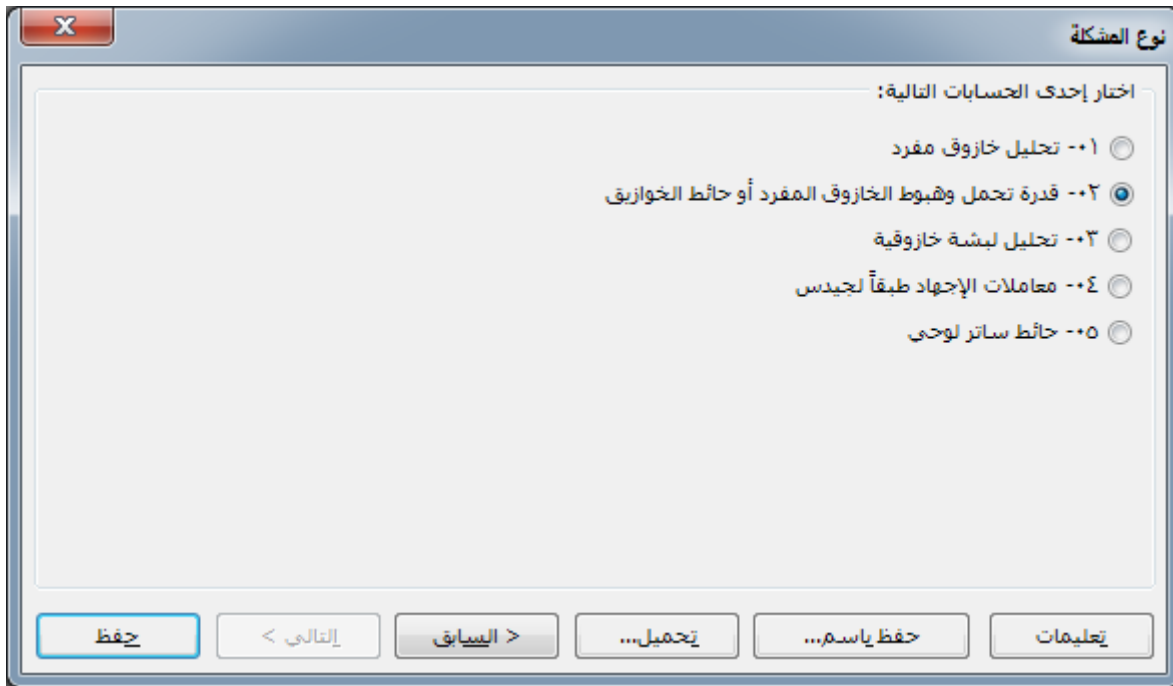 نوع المشكلة
اختار إحدى الحسابات التالية:
٠١- تحليل خازوق مفرد
٠٢- قدرة تحمل وهبوط الخازوق المفرد أو حائط الخوازيق
٠٣- تحليل لبشة خازوقية
٠٤- معاملات الإجهاد طبقاً لجيدس
٠٥- حائط ساتر لوحي
تعليمات
حفظ ياسم...
تحميل...
< السابق
التالي >
حفظ